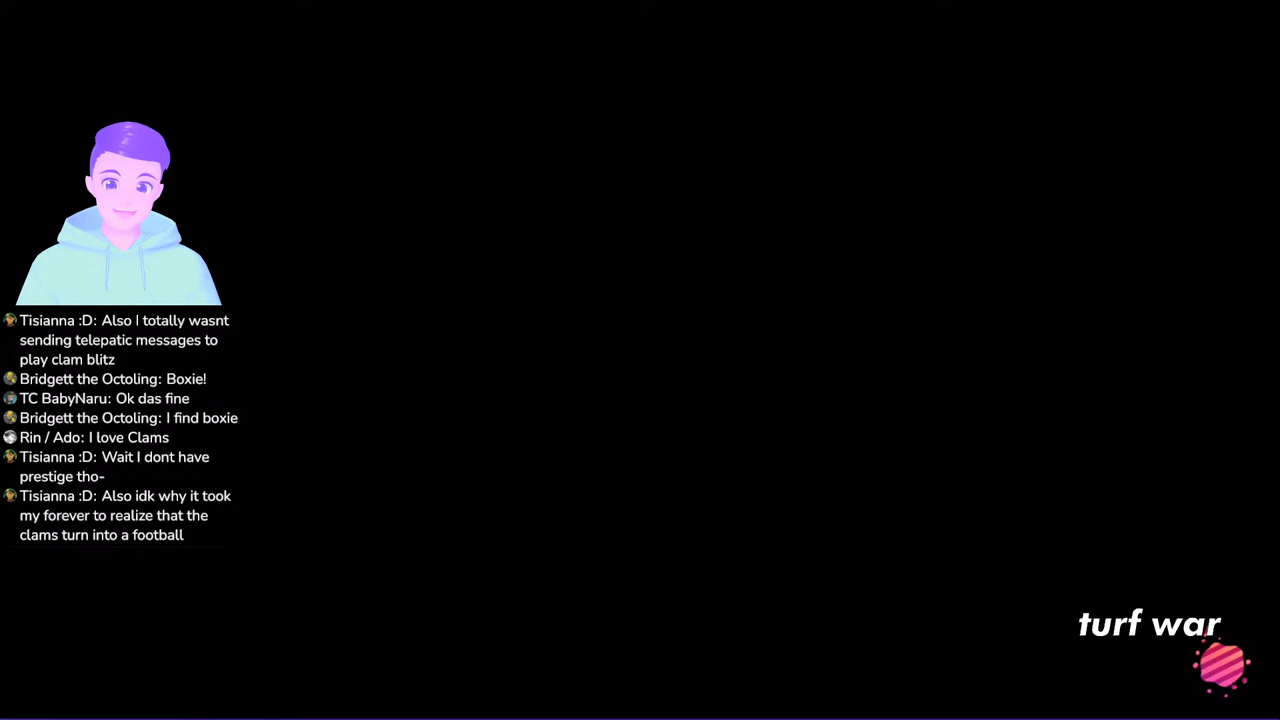 Tisianna :D: Also I totally wasnt
sending telepatic messages to
play clam blitz
Bridgett the Octoling: Boxie!
TC BabyNaru: Ok das fine
Bridgett the Octoling: I find boxie
Rin / Ado: I love Clams
Tisianna :D: Wait I dont have
prestige tho-
Tisianna :D: Also idk why it took
my forever to realize that the
clams turn into a football
turf war